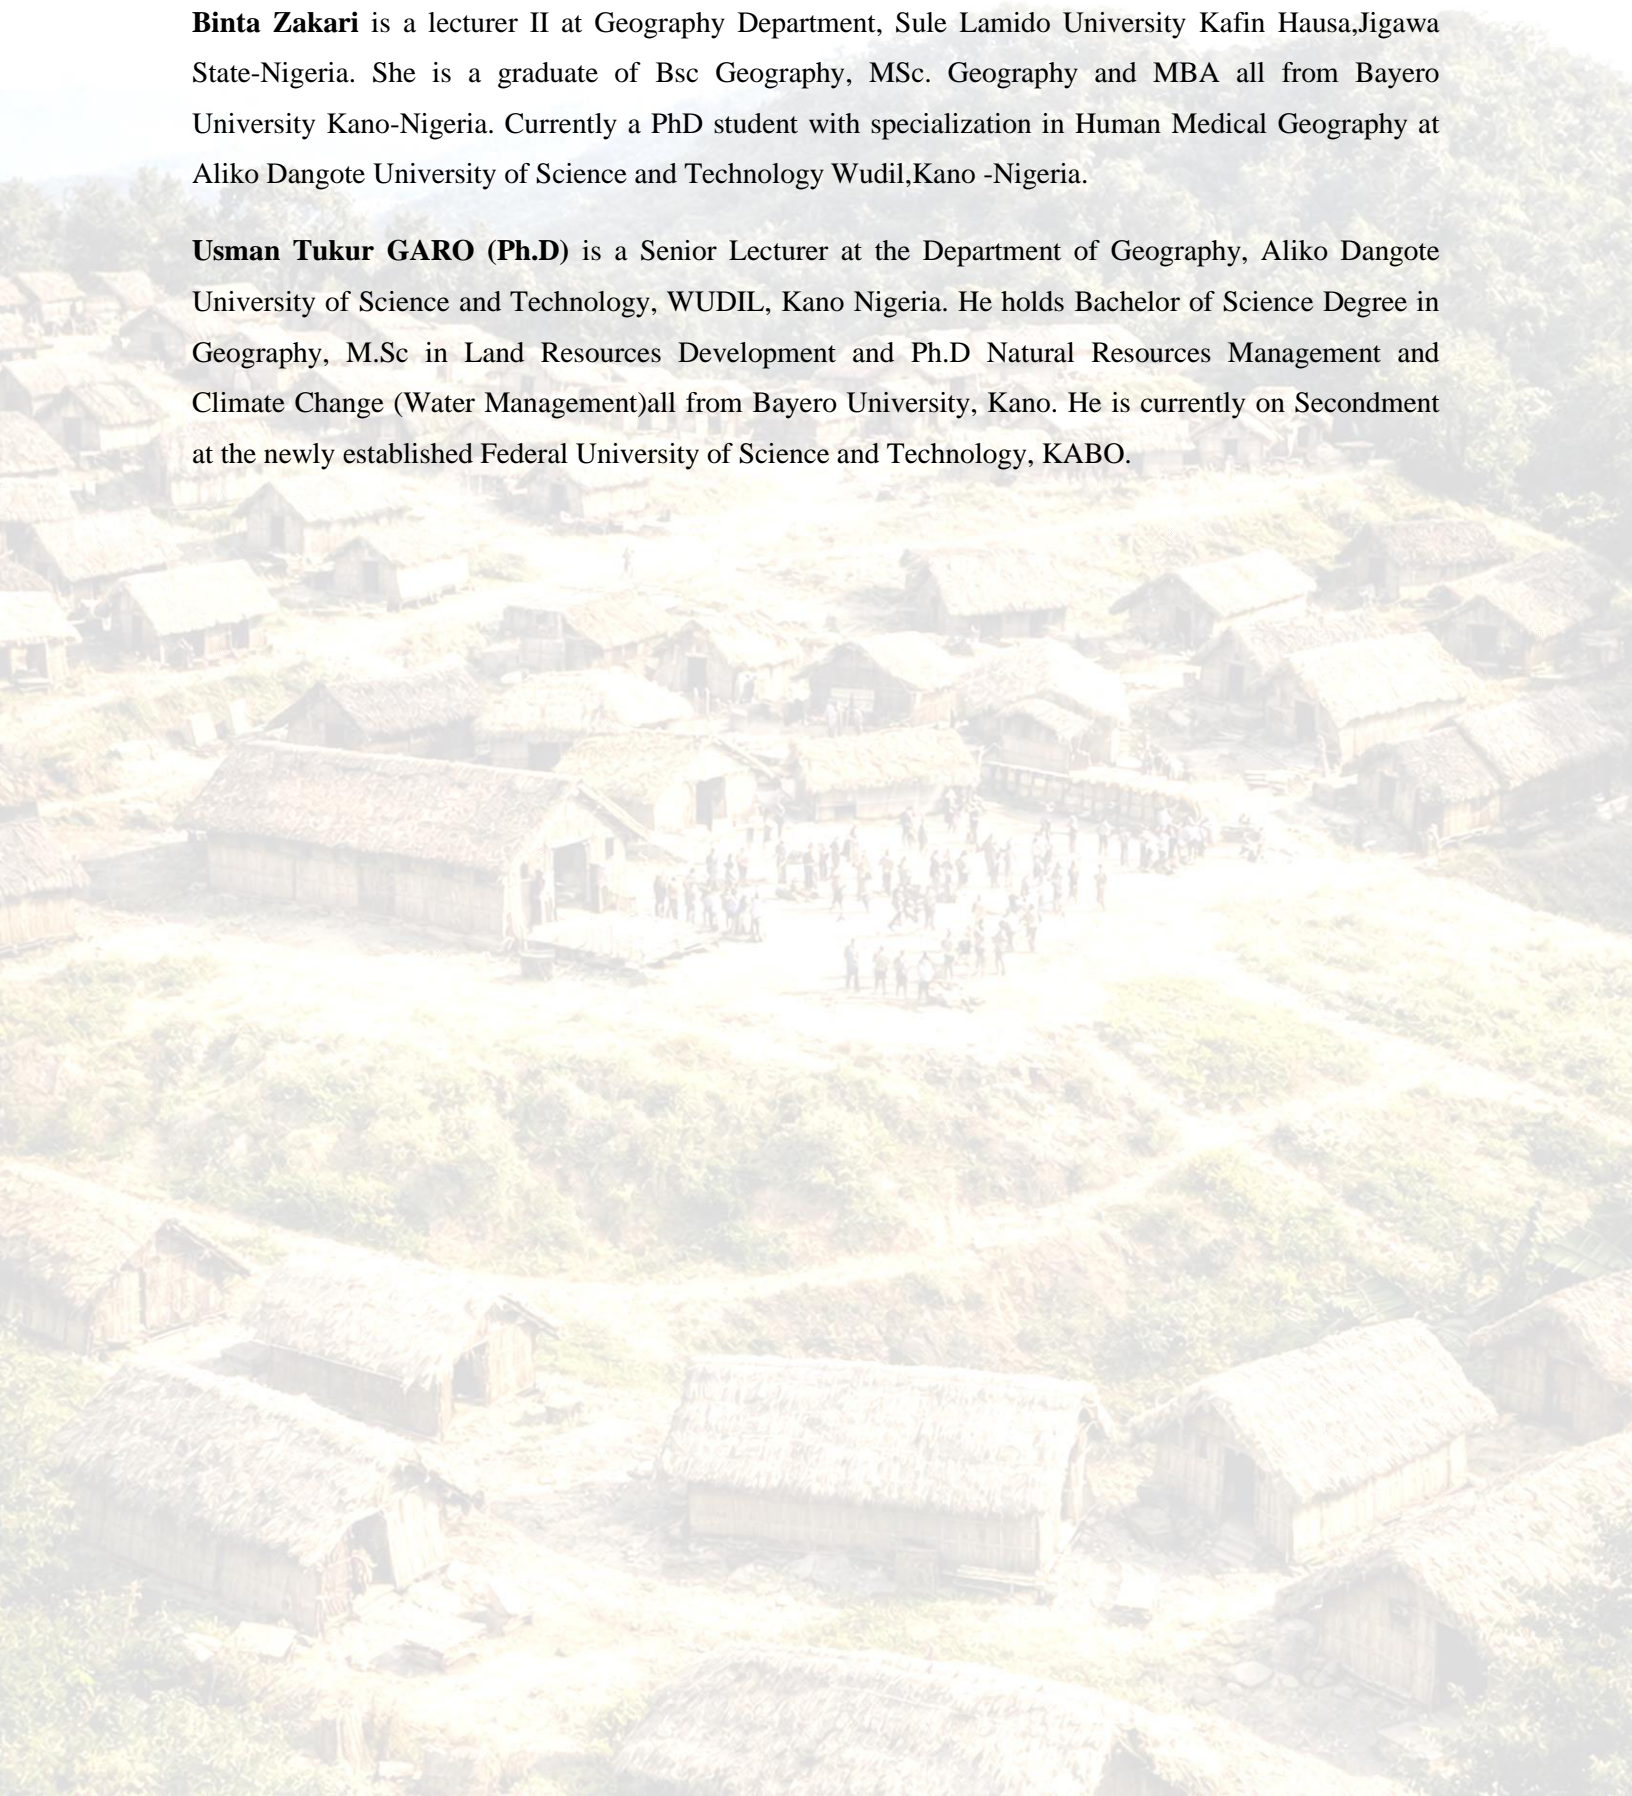 Binta Zakari is a lecturer II at Geography Department, Sule Lamido University Kafin Hausa,Jigawa
State-Nigeria. She is a graduate of Bsc Geography, MSc. Geography and MBA all from Bayero
University Kano-Nigeria. Currently a PhD student with specialization in Human Medical Geography at
Aliko Dangote University of Science and Technology Wudil,Kano -Nigeria.
Usman Tukur GARO (Ph.D) is a Senior Lecturer at the Department of Geography, Aliko Dangote
University of Science and Technology, WUDIL, Kano Nigeria. He holds Bachelor of Science Degree in
Geography, M.Sc in Land Resources Development and Ph.D Natural Resources Management and
Climate Change (Water Management)all from Bayero University, Kano. He is currently on Secondment
at the newly established Federal University of Science and Technology, KABO.